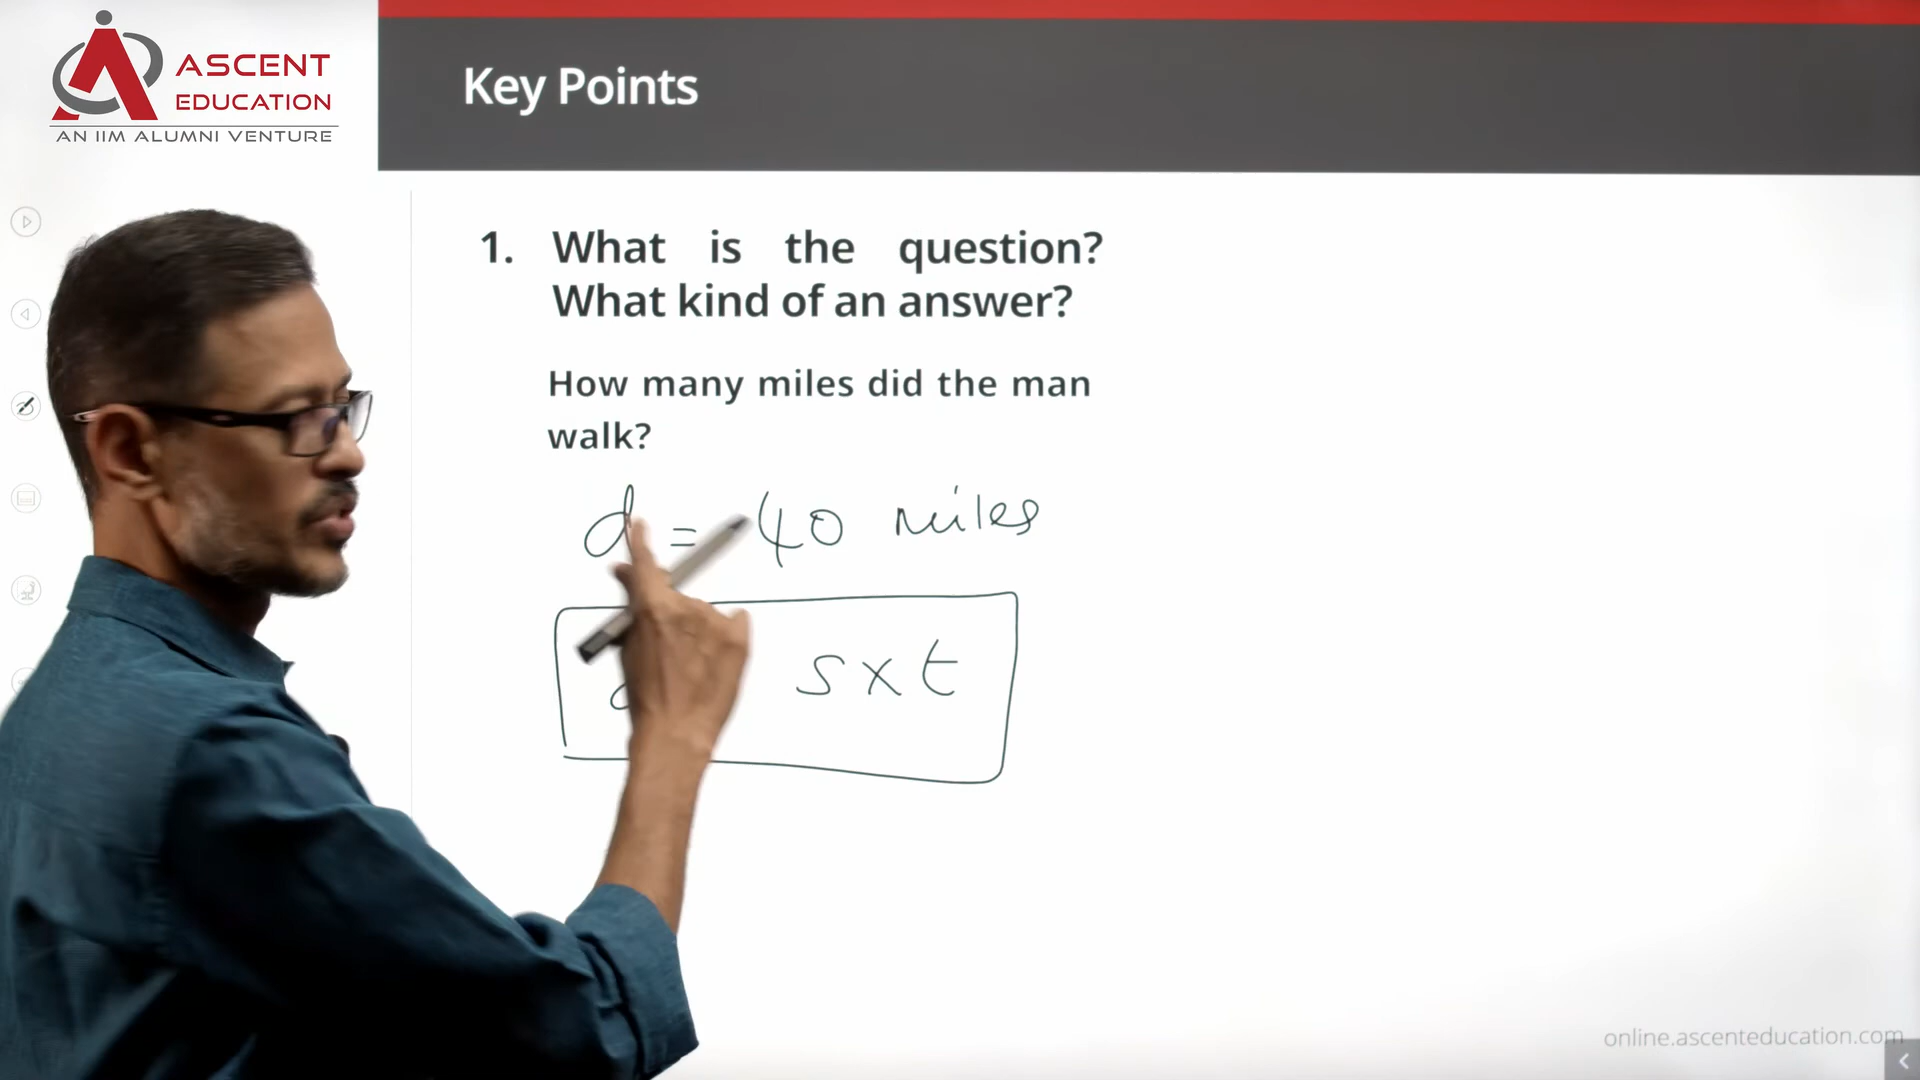 ASCENT
EDUCATION
AN IIM ALUMNI VENTURE
Key Points
1. What is the question?
What kind of an answer?
How many miles did the man
walk?
d = 40 miles
s x t
online.ascenteducation.com